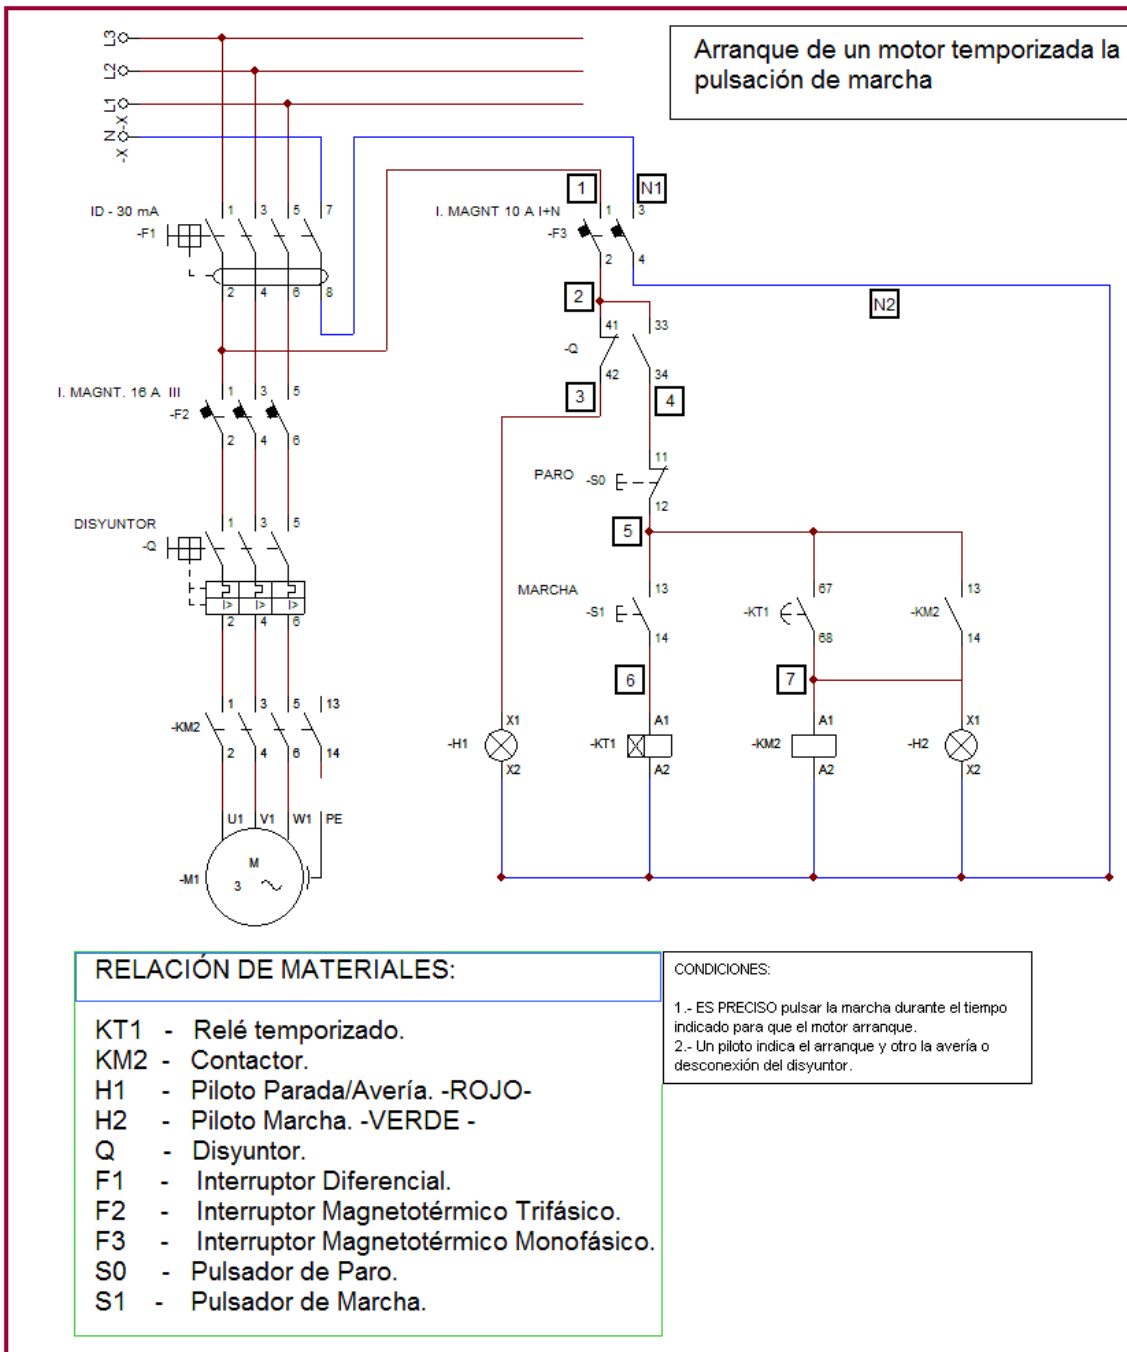 Arranque de un motor temporizada la
pulsación de marcha
L3
L2
L1
-X
N
-X
ID - 30 mA
-F1
1 3 5 7
2 4 6 8
I. MAGNT. 16 A III
-F2
1 3 5
2 4 6
DISYUNTOR
-Q
1 3 5
I> I> I>
2 4 6
-KM2
1 3 5 13
2 4 6 14
U1 V1 W1 PE
-M1
M
3
1
N1
I. MAGNT 10 A I+N
-F3
1 3
2 4
2
N2
-Q
41 33
42 34
3
4
PARO
-S0
11
12
5
MARCHA
-S1
13
14
-KT1
67
68
-KM2
13
14
6
7
-H1
X1
X2
-KT1
A1
A2
-KM2
A1
A2
-H2
X1
X2
RELACIÓN DE MATERIALES:
KT1 - Relé temporizado.
KM2 - Contactor.
H1 - Piloto Parada/Avería. -ROJO-
H2 - Piloto Marcha. -VERDE -
Q - Disyuntor.
F1 - Interruptor Diferencial.
F2 - Interruptor Magnetotérmico Trifásico.
F3 - Interruptor Magnetotérmico Monofásico.
S0 - Pulsador de Paro.
S1 - Pulsador de Marcha.
CONDICIONES:
1.- ES PRECISO pulsar la marcha durante el tiempo
indicado para que el motor arranque.
2.- Un piloto indica el arranque y otro la avería o
desconexión del disyuntor.